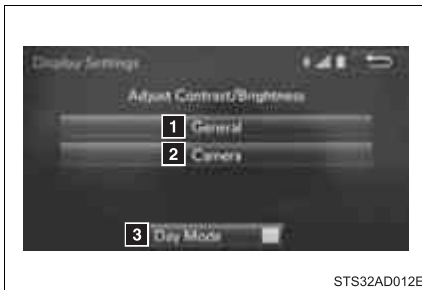 Display Settings
Adjust Contrast/Brightness
1 General
2 Camera
3 Day Mode
STS32AD012E